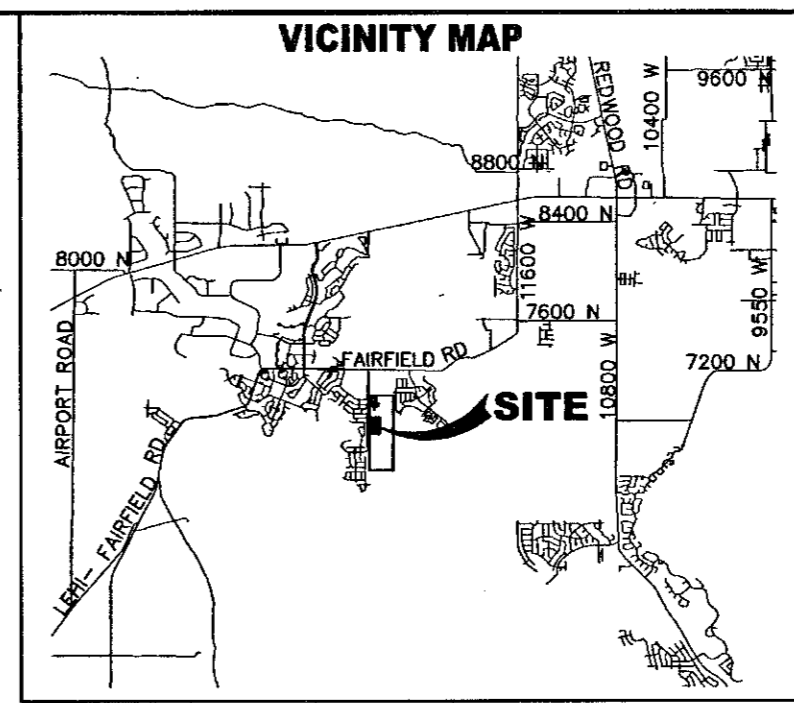 VICINITY MAP
REDWOOD RD
10400 W
9600 N
8800 N
8400 N
8000 N
11600 W
9550 W
7600 N
FAIRFIELD RD
7200 N
10800 W
AIRPORT ROAD
SITE
LEHI- FAIRFIELD RD